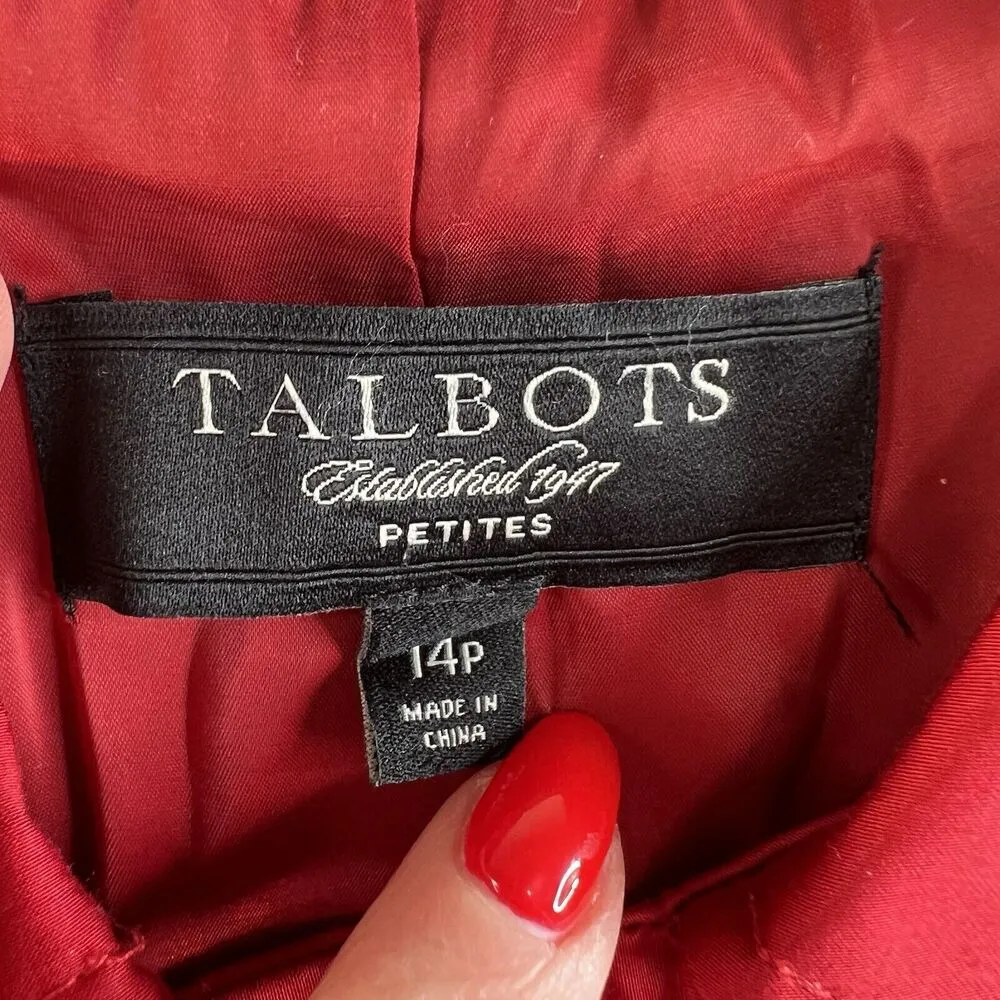 TALBOTS
Established 1947
PETITES
14P
MADE IN
CHINA